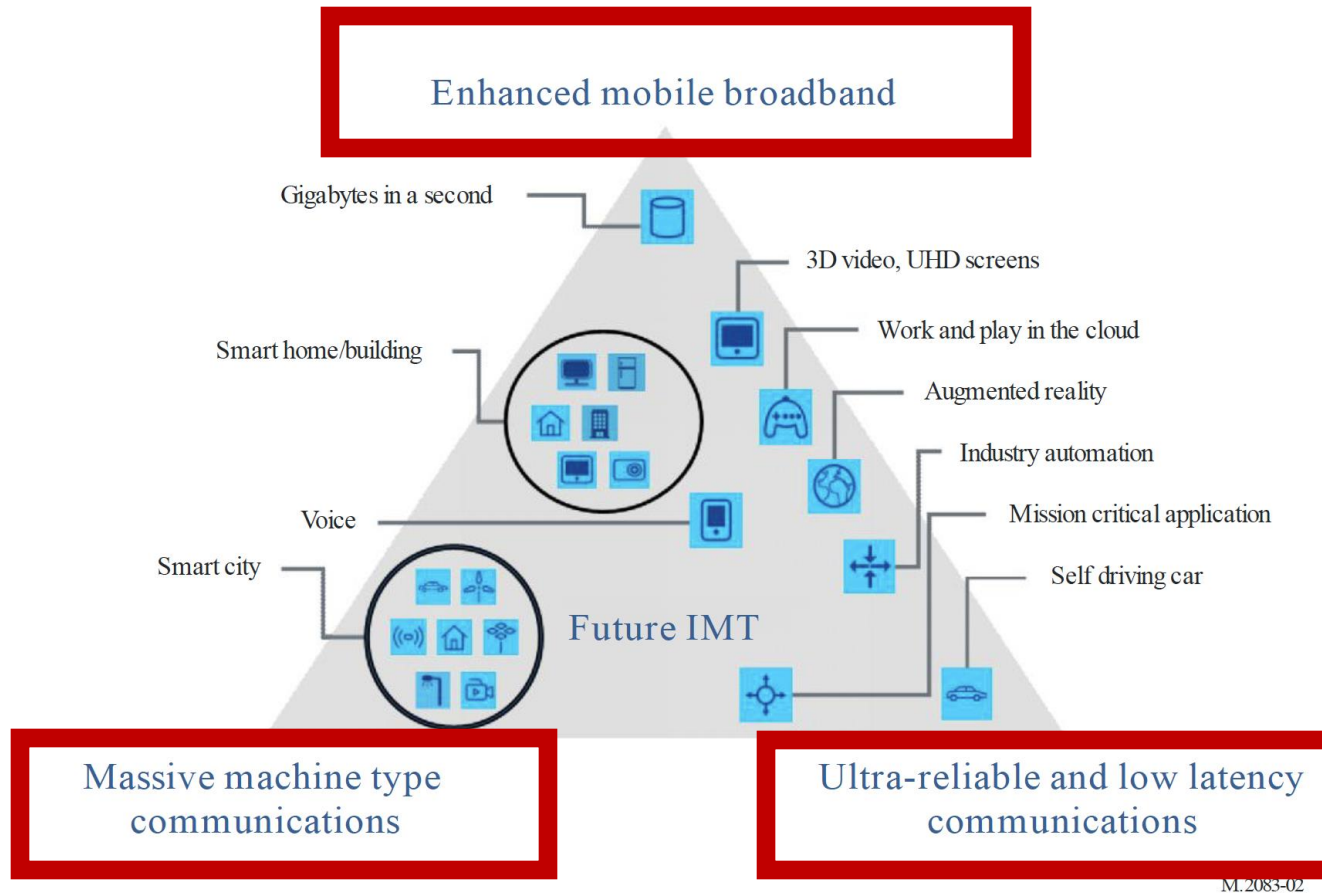 Enhanced mobile broadband
Gigabytes in a second
3D video, UHD screens
Smart home/building
Work and play in the cloud
Augmented reality
Industry automation
Voice
Mission critical application
Smart city
Self driving car
Future IMT
Massive machine type
communications
Ultra-reliable and low latency
communications
M.2083-02